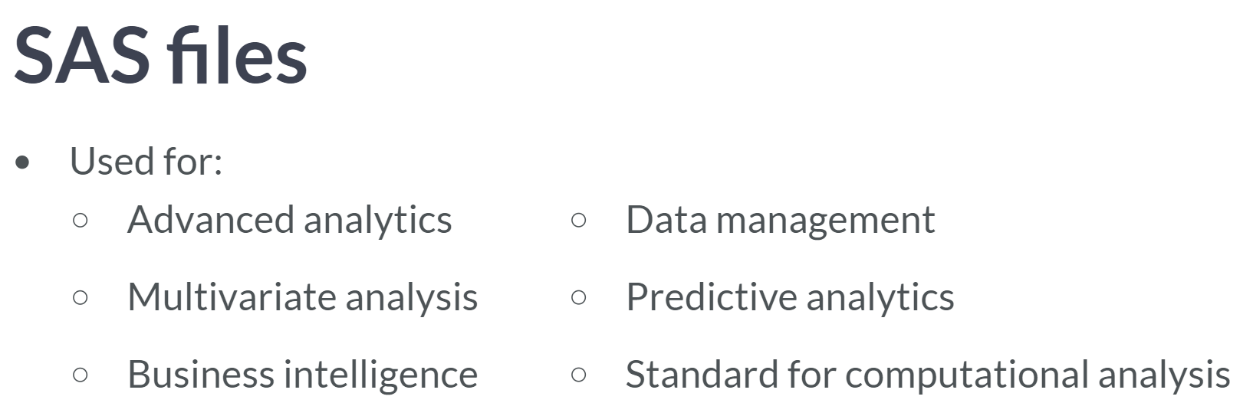 SAS files
• Used for:
○ Advanced analytics
○ Multivariate analysis
○ Business intelligence
○ Data management
○ Predictive analytics
○ Standard for computational analysis